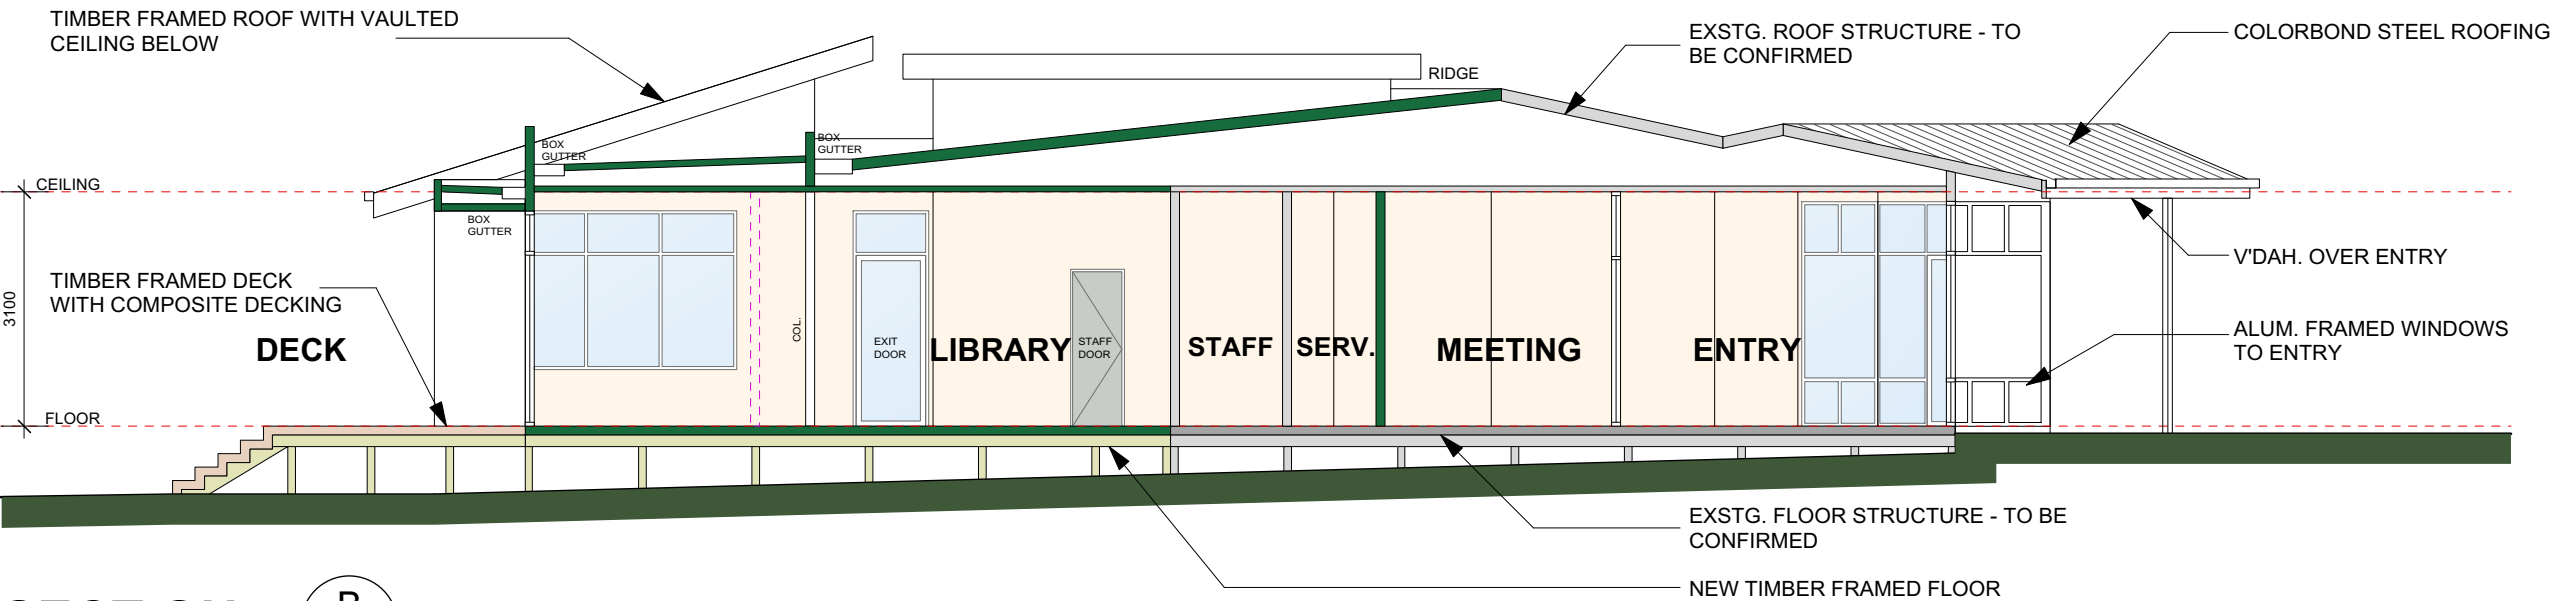 TIMBER FRAMED ROOF WITH VAULTED
CEILING BELOW
EXSTG. ROOF STRUCTURE - TO
BE CONFIRMED
COLORBOND STEEL ROOFING
RIDGE
BOX
GUTTER
BOX
GUTTER
CEILING
BOX
GUTTER
V'DAH. OVER ENTRY
TIMBER FRAMED DECK
WITH COMPOSITE DECKING
3100
DECK
COL.
EXIT
DOOR
LIBRARY
STAFF
DOOR
STAFF
SERV.
MEETING
ENTRY
ALUM. FRAMED WINDOWS
TO ENTRY
FLOOR
EXSTG. FLOOR STRUCTURE - TO BE
CONFIRMED
NEW TIMBER FRAMED FLOOR